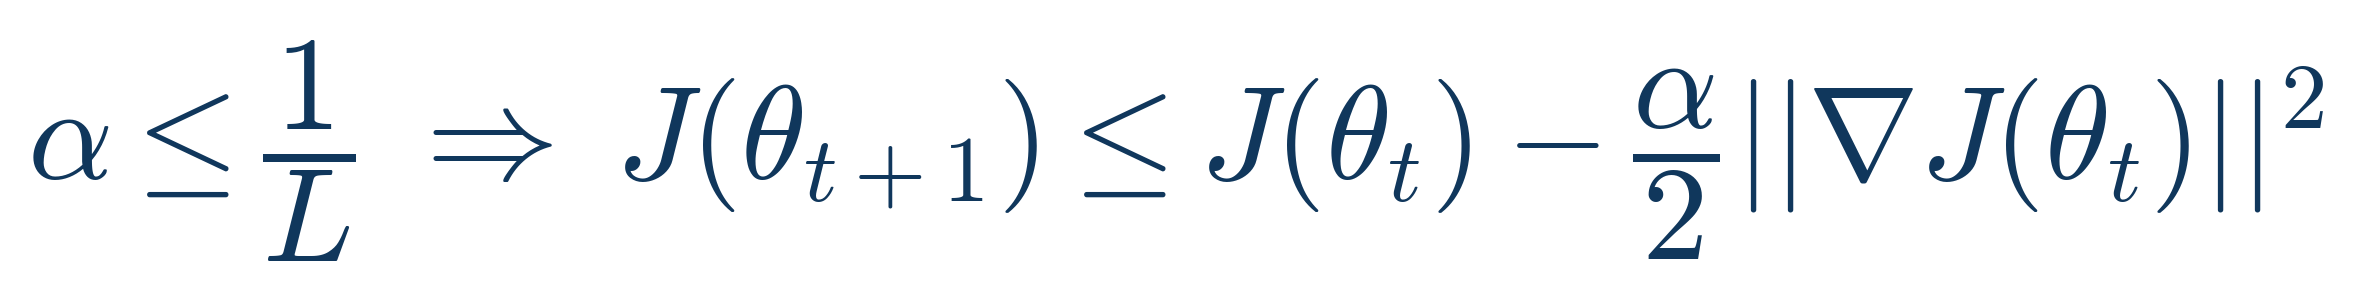 α ≤ 1/L ⇒ J(θ_{t+1}) ≤ J(θ_t) − α/2 ||∇J(θ_t)||²